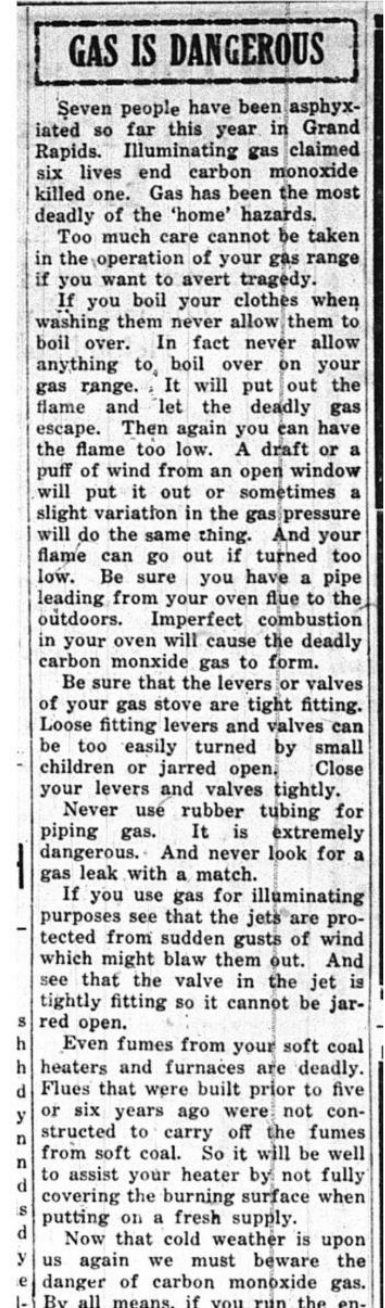 GAS IS DANGEROUS
Seven people have been asphyx-
iated so far this year in Grand
Rapids. Illuminating gas claimed
six lives end carbon monoxide
killed one. Gas has been the most
deadly of the 'home' hazards.
Too much care cannot be taken
in the operation of your gas range
if you want to avert tragedy.
If you boil your clothes when
washing them never allow them to
boil over. In fact never allow
anything to boil over on your
gas range. It will put out the
flame and let the deadly gas
escape. Then again you can have
the flame too low. A draft or a
puff of wind from an open window
will put it out or sometimes a
slight variation in the gas pressure
will do the same thing. And your
flame can go out if turned too
low. Be sure you have a pipe
leading from your oven flue to the
outdoors. Imperfect combustion
in your oven will cause the deadly
carbon monxide gas to form.
Be sure that the levers or valves
of your gas stove are tight fitting.
Loose fitting levers and valves can
be too easily turned by small
children or jarred open. Close
your levers and valves tightly.
Never use rubber tubing for
piping gas. It is extremely
dangerous. And never look for a
gas leak with a match.
If you use gas for illuminating
purposes see that the jets are pro-
tected from sudden gusts of wind
which might blaw them out. And
see that the valve in the jet is
tightly fitting so it cannot be jar-
red open.
Even fumes from your soft coal
heaters and furnaces are deadly.
Flues that were built prior to five
or six years ago were not con-
structed to carry off the fumes
from soft coal. So it will be well
to assist your heater by not fully
covering the burning surface when
putting on a fresh supply.
Now that cold weather is upon
us again we must beware the
danger of carbon monoxide gas.
By all means, if you run the en-
s
h
h
d
y
n
n
d
s
d
y
e
l-